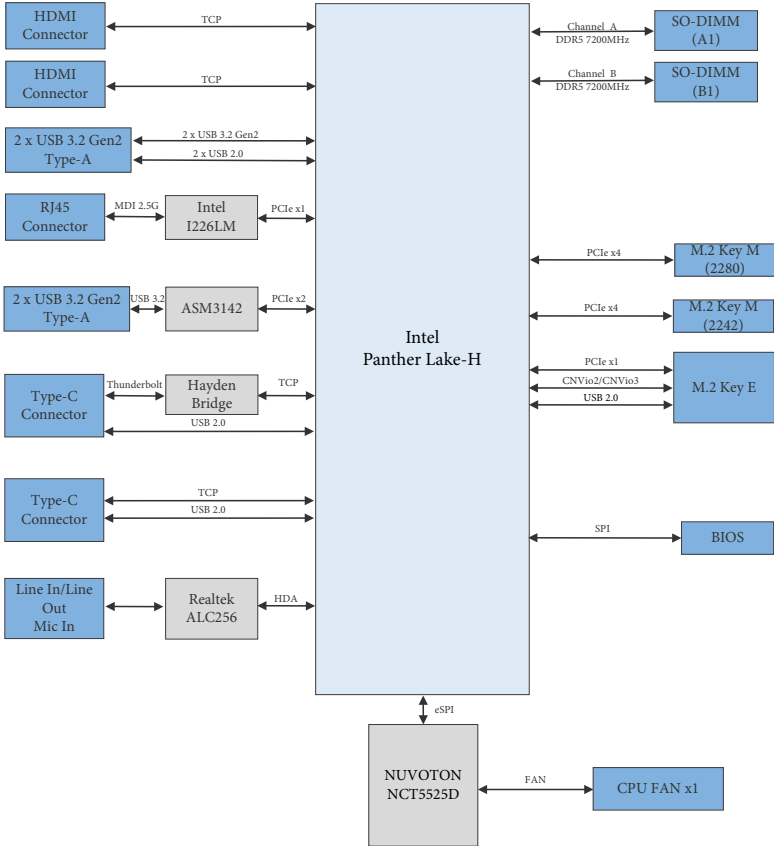 HDMI
Connector
TCP
HDMI
Connector
TCP
2 x USB 3.2 Gen2
Type-A
2 x USB 3.2 Gen2
2 x USB 2.0
RJ45
Connector
MDI 2.5G
Intel
I226LM
PCIe x1
2 x USB 3.2 Gen2
Type-A
USB 3.2
ASM3142
PCIe x2
Type-C
Connector
Thunderbolt
Hayden
Bridge
TCP
USB 2.0
Type-C
Connector
TCP
USB 2.0
Line In/Line
Out
Mic In
Realtek
ALC256
HDA
Intel
Panther Lake-H
Channel A
DDR5 7200MHz
SO-DIMM
(A1)
Channel B
DDR5 7200MHz
SO-DIMM
(B1)
PCIe x4
M.2 Key M
(2280)
PCIe x4
M.2 Key M
(2242)
PCIe x1
CNVio2/CNVio3
USB 2.0
M.2 Key E
SPI
BIOS
eSPI
NUVOTON
NCT5525D
FAN
CPU FAN x1